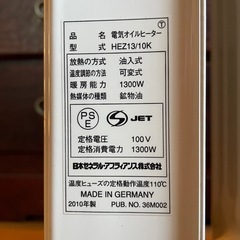 T
品名 電気オイルヒーター
型式 HEZ13/10K
放熱の方式 油入式
温度調節の方法 可変式
暖房能力 1300W
熱媒体の種類 鉱物油
PS
E
S JET
定格電圧 100V
定格消費電力 1300W
日本ゼネラル・アプライアンス株式会社
温度ヒューズの定格動作温度110℃
MADE IN GERMANY
2010年製 PUB. NO. 36M002